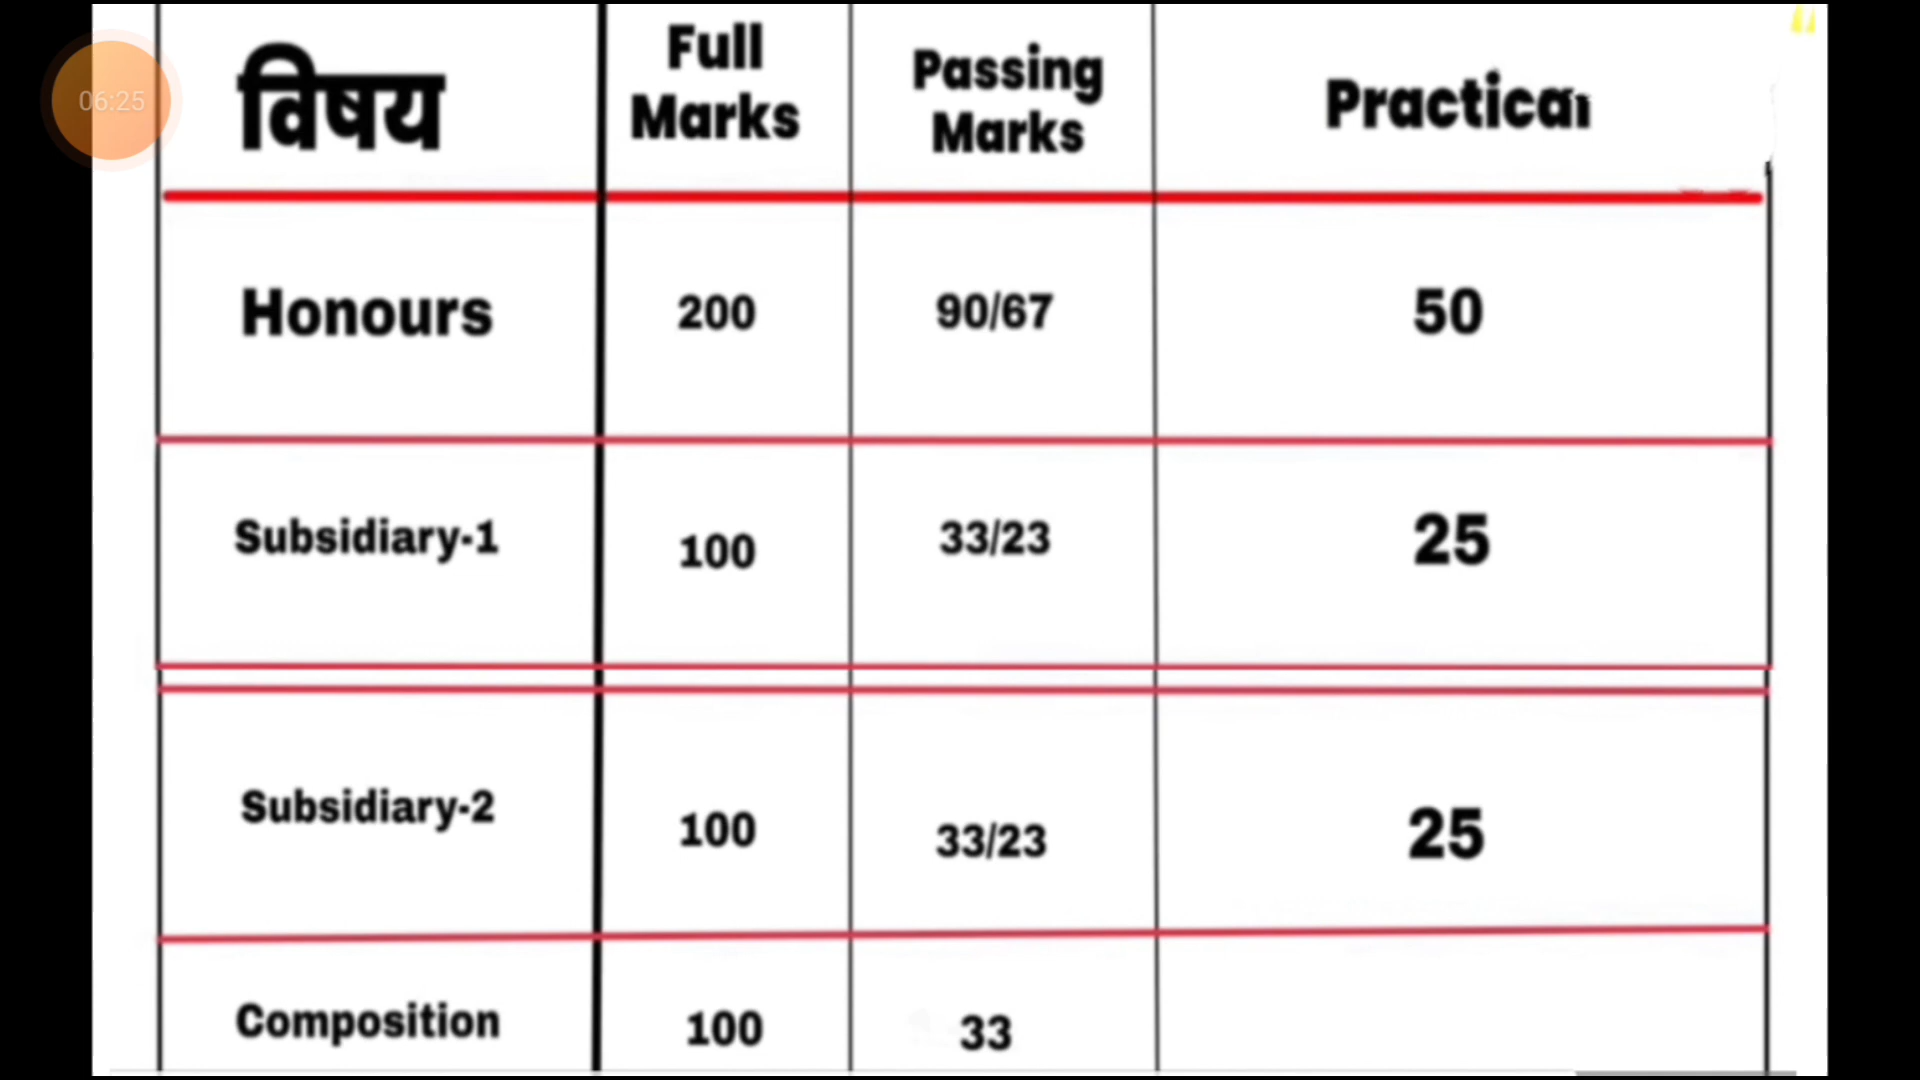 06:25
विषय
Full Marks
Passing Marks
Practical
Honours 200 90/67 50
Subsidiary-1 100 33/23 25
Subsidiary-2 100 33/23 25
Composition 100 33